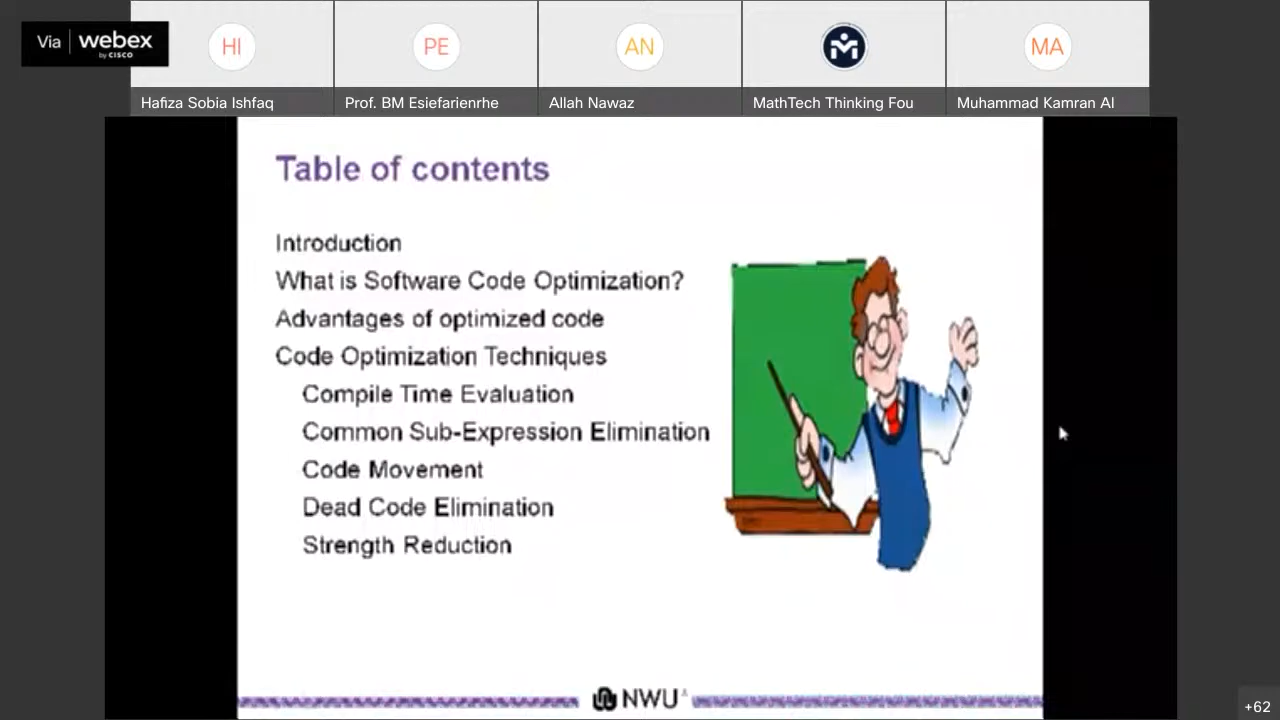 Via webex
by CISCO
HI
PE
AN
MA
Hafiza Sobia Ishfaq
Prof. BM Esiefarienrhe
Allah Nawaz
MathTech Thinking Fou
Muhammad Kamran Al
Table of contents
Introduction
What is Software Code Optimization?
Advantages of optimized code
Code Optimization Techniques
Compile Time Evaluation
Common Sub-Expression Elimination
Code Movement
Dead Code Elimination
Strength Reduction
NWU
+62